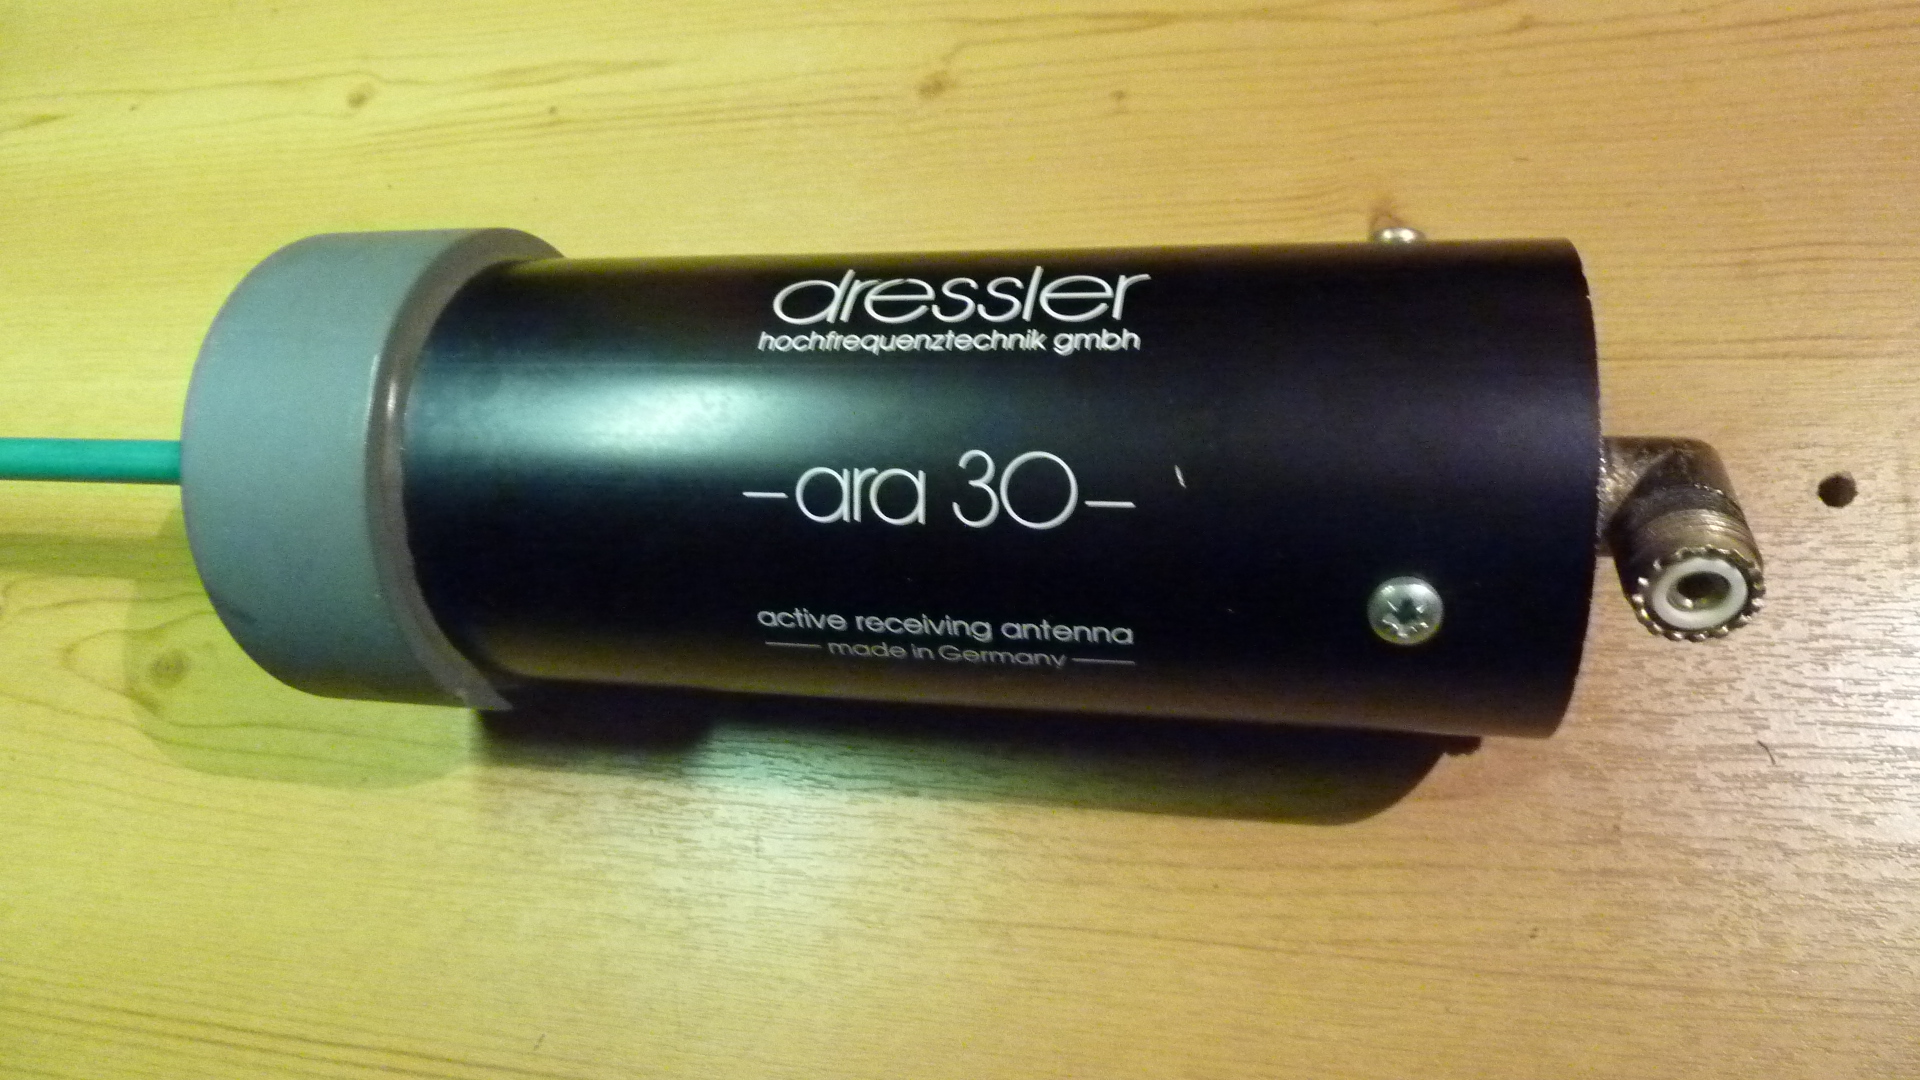 dressler
hochfrequenztechnik gmbh
-ara 30-
active receiving antenna
made in Germany